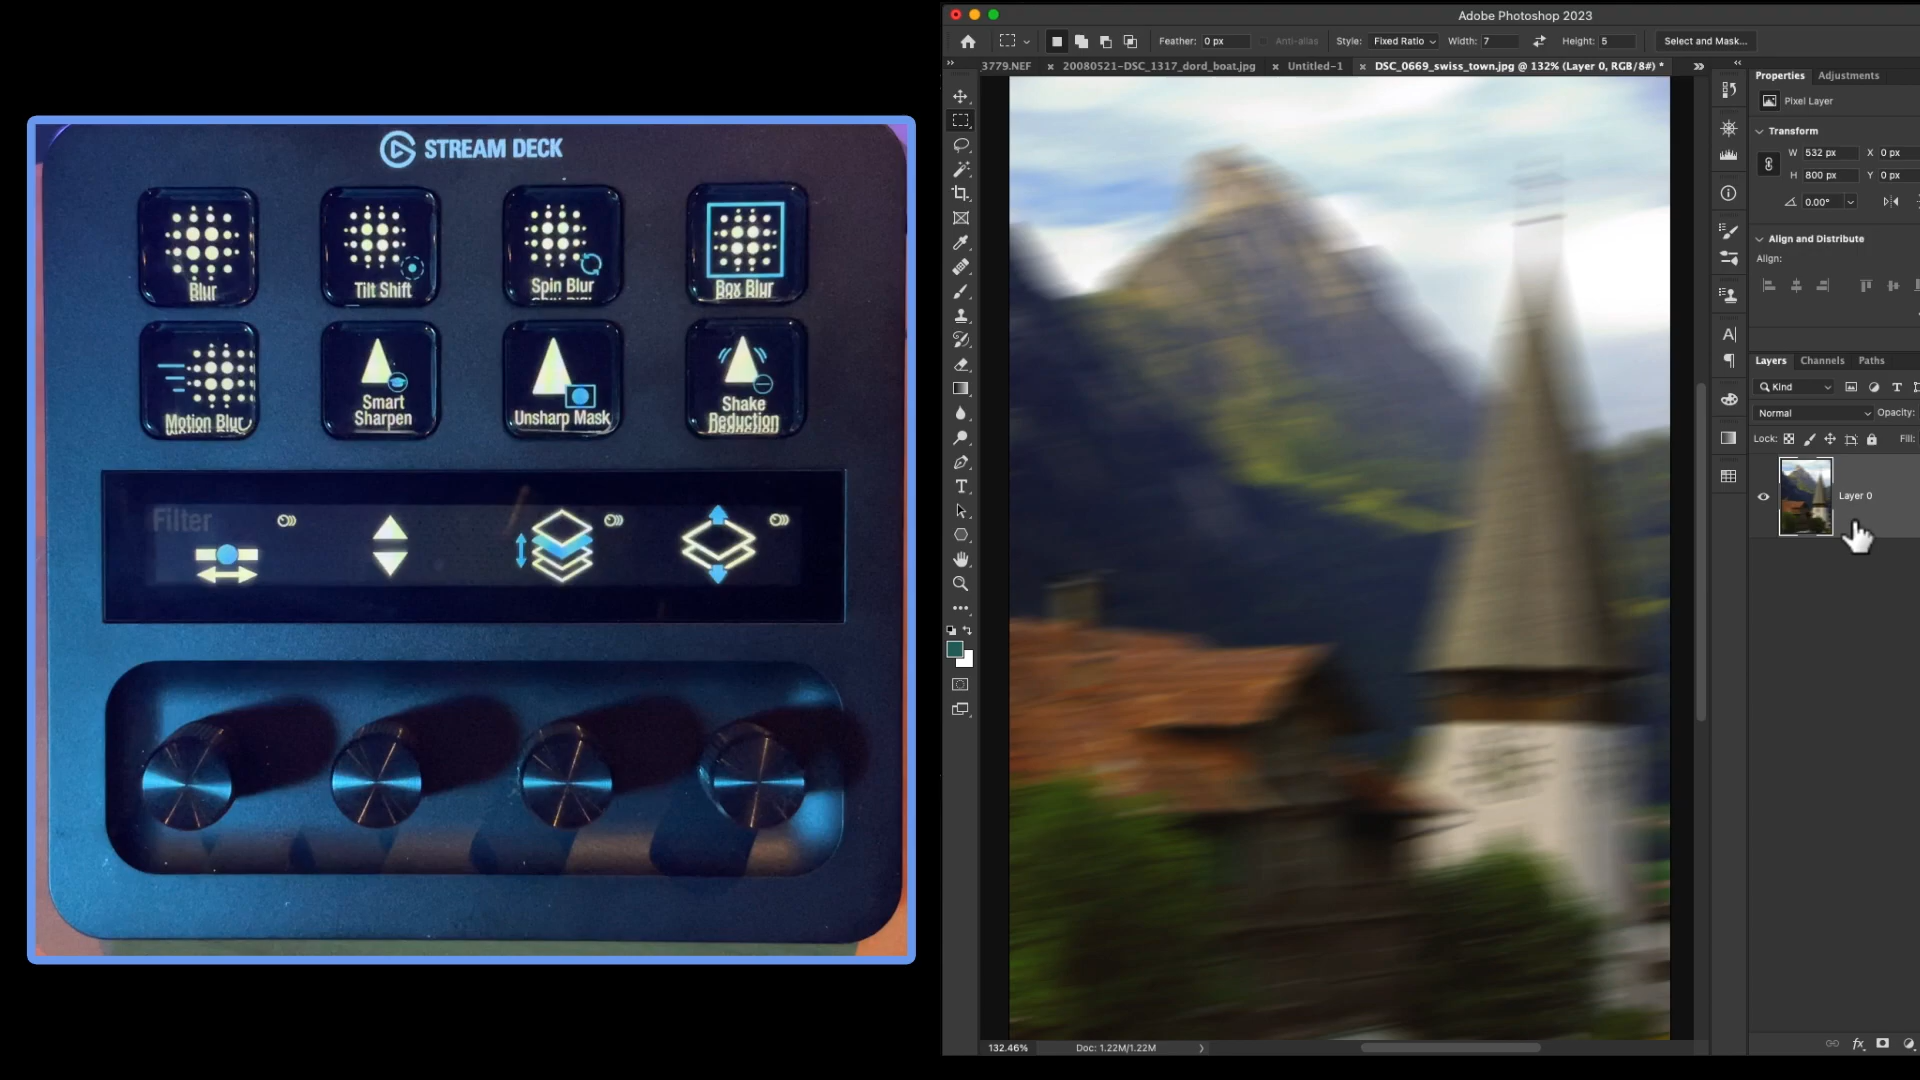 STREAM DECK
Blur
Tilt Shift
Spin Blur
Box Blur
Motion Blur
Smart
Sharpen
Unsharp Mask
Shake
Reduction
Filter
Adobe Photoshop 2023
Feather: 0 px
Anti-alias
Style: Fixed Ratio
Width: 7
Height: 5
Select and Mask...
3779.NEF
20080521-DSC_1317_dord_boat.jpg
Untitled-1
DSC_0669_swiss_town.jpg @ 132% (Layer 0, RGB/8#) *
Properties
Adjustments
Pixel Layer
Transform
W 532 px X 0 px
H 800 px Y 0 px
0.00°
Align and Distribute
Align:
Layers Channels Paths
Kind
Normal
Opacity:
Lock:
Fill:
Layer 0
fx
132.46%
Doc: 1.22M/1.22M